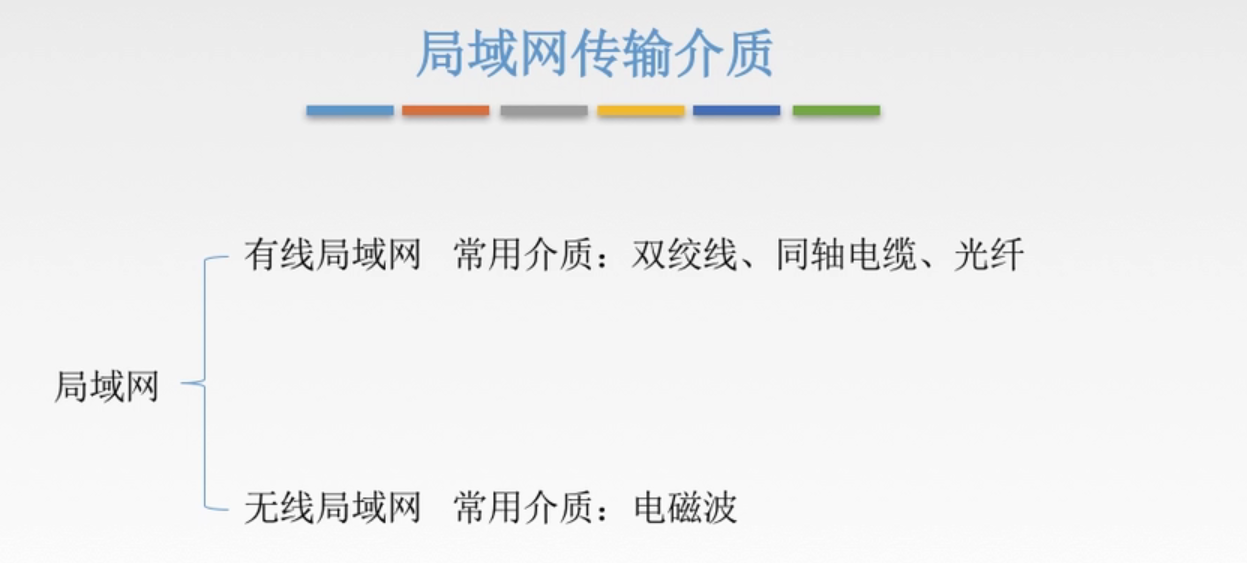 局域网传输介质
有线局域网 常用介质：双绞线、同轴电缆、光纤
局域网
无线局域网 常用介质：电磁波